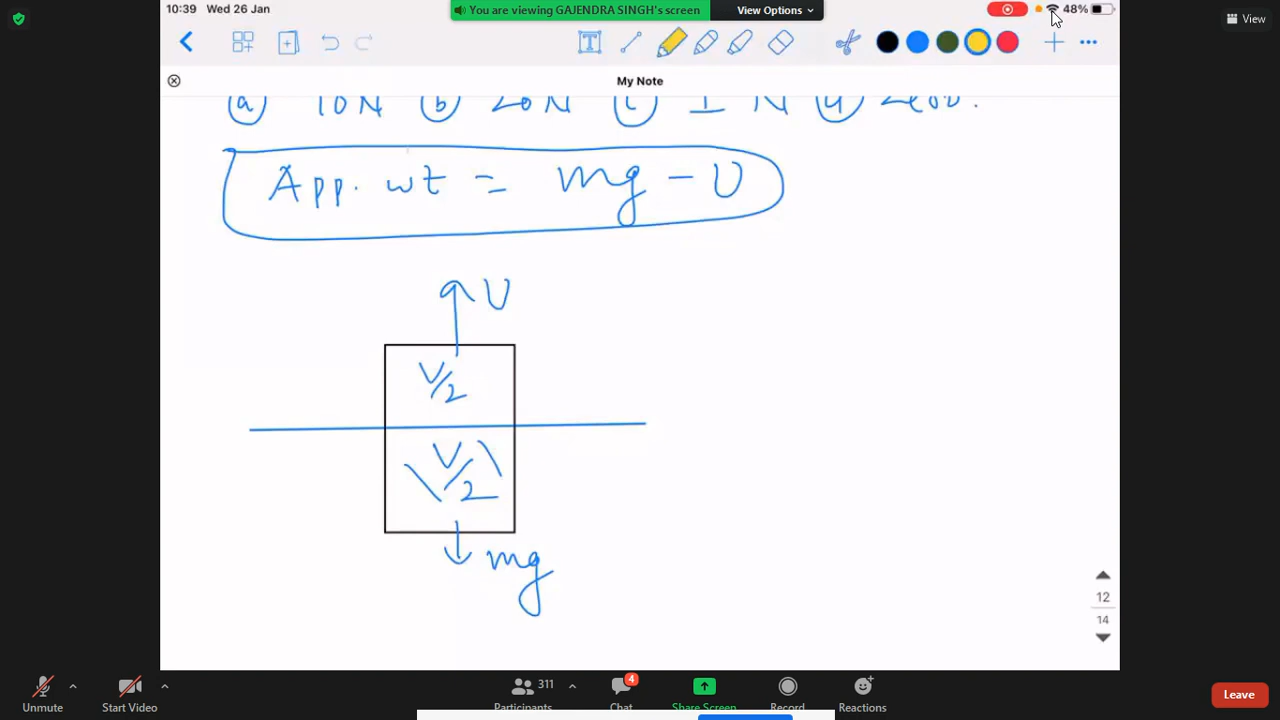 10:39 Wed 26 Jan
You are viewing GAJENDRA SINGH's screen
View Options
48%
View
My Note
(a) 10N (b) 20N (c) 1 N (d) zero.
App. wt = mg - U
U
V/2
V/2
mg
12
14
Unmute
Start Video
311
Participants
4
Chat
Share Screen
Record
Reactions
Leave